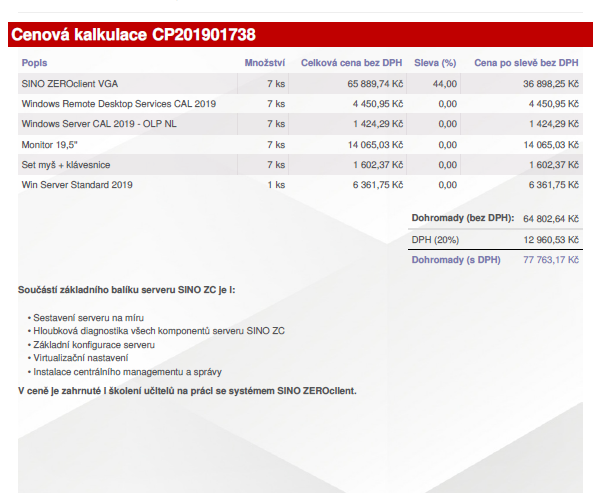 Cenová kalkulace CP201901738
Popis Množství Celková cena bez DPH Sleva (%) Cena po slevě bez DPH
SINO ZEROclient VGA 7 ks 65 889,74 Kč 44,00 36 898,25 Kč
Windows Remote Desktop Services CAL 2019 7 ks 4 450,95 Kč 0,00 4 450,95 Kč
Windows Server CAL 2019 - OLP NL 7 ks 1 424,29 Kč 0,00 1 424,29 Kč
Monitor 19,5" 7 ks 14 065,03 Kč 0,00 14 065,03 Kč
Set myš + klávesnice 7 ks 1 602,37 Kč 0,00 1 602,37 Kč
Win Server Standard 2019 1 ks 6 361,75 Kč 0,00 6 361,75 Kč
Dohromady (bez DPH): 64 802,64 Kč
DPH (20%) 12 960,53 Kč
Dohromady (s DPH) 77 763,17 Kč
Součástí základního balíku serveru SINO ZC je I:
• Sestavení serveru na míru
• Hloubková diagnostika všech komponentů serveru SINO ZC
• Základní konfigurace serveru
• Virtualizační nastavení
• Instalace centrálního managementu a správy
V ceně je zahrnuté I školení učitelů na práci se systémem SINO ZEROclient.